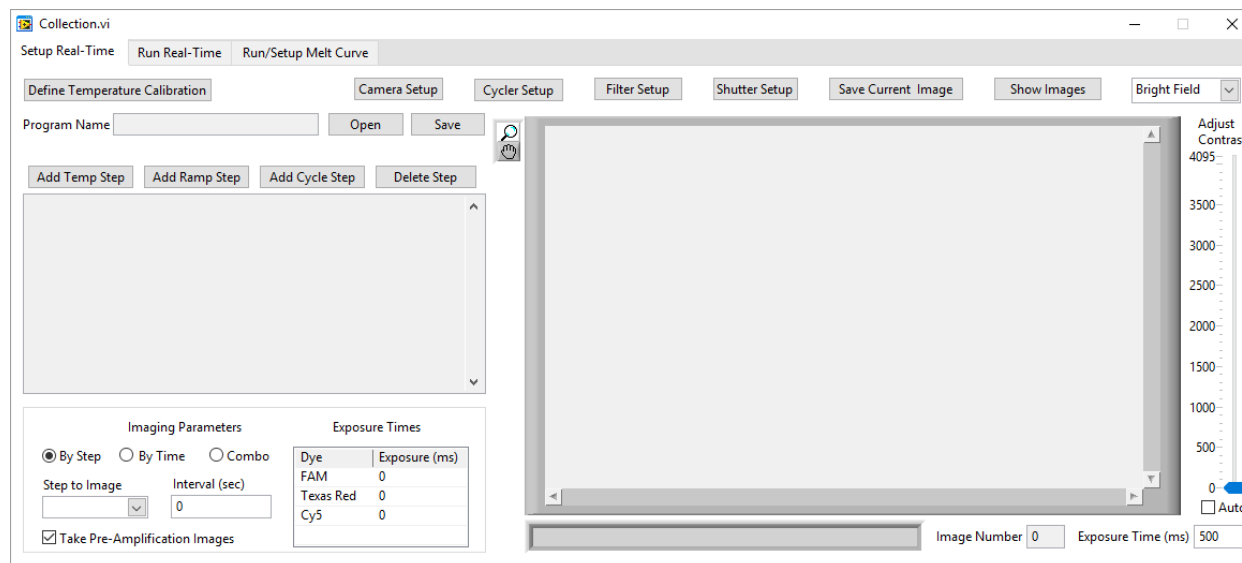 Collection.vi
Setup Real-Time Run Real-Time Run/Setup Melt Curve
Define Temperature Calibration Camera Setup Cycler Setup Filter Setup Shutter Setup Save Current Image Show Images Bright Field
Program Name Open Save
Adjust
Contras
Add Temp Step Add Ramp Step Add Cycle Step Delete Step
4095
3500
3000
2500
2000
1500
1000
500
0
Auto
Imaging Parameters
By Step By Time Combo
Step to Image Interval (sec)
0
Take Pre-Amplification Images
Exposure Times
Dye Exposure (ms)
FAM 0
Texas Red 0
Cy5 0
Image Number 0 Exposure Time (ms) 500